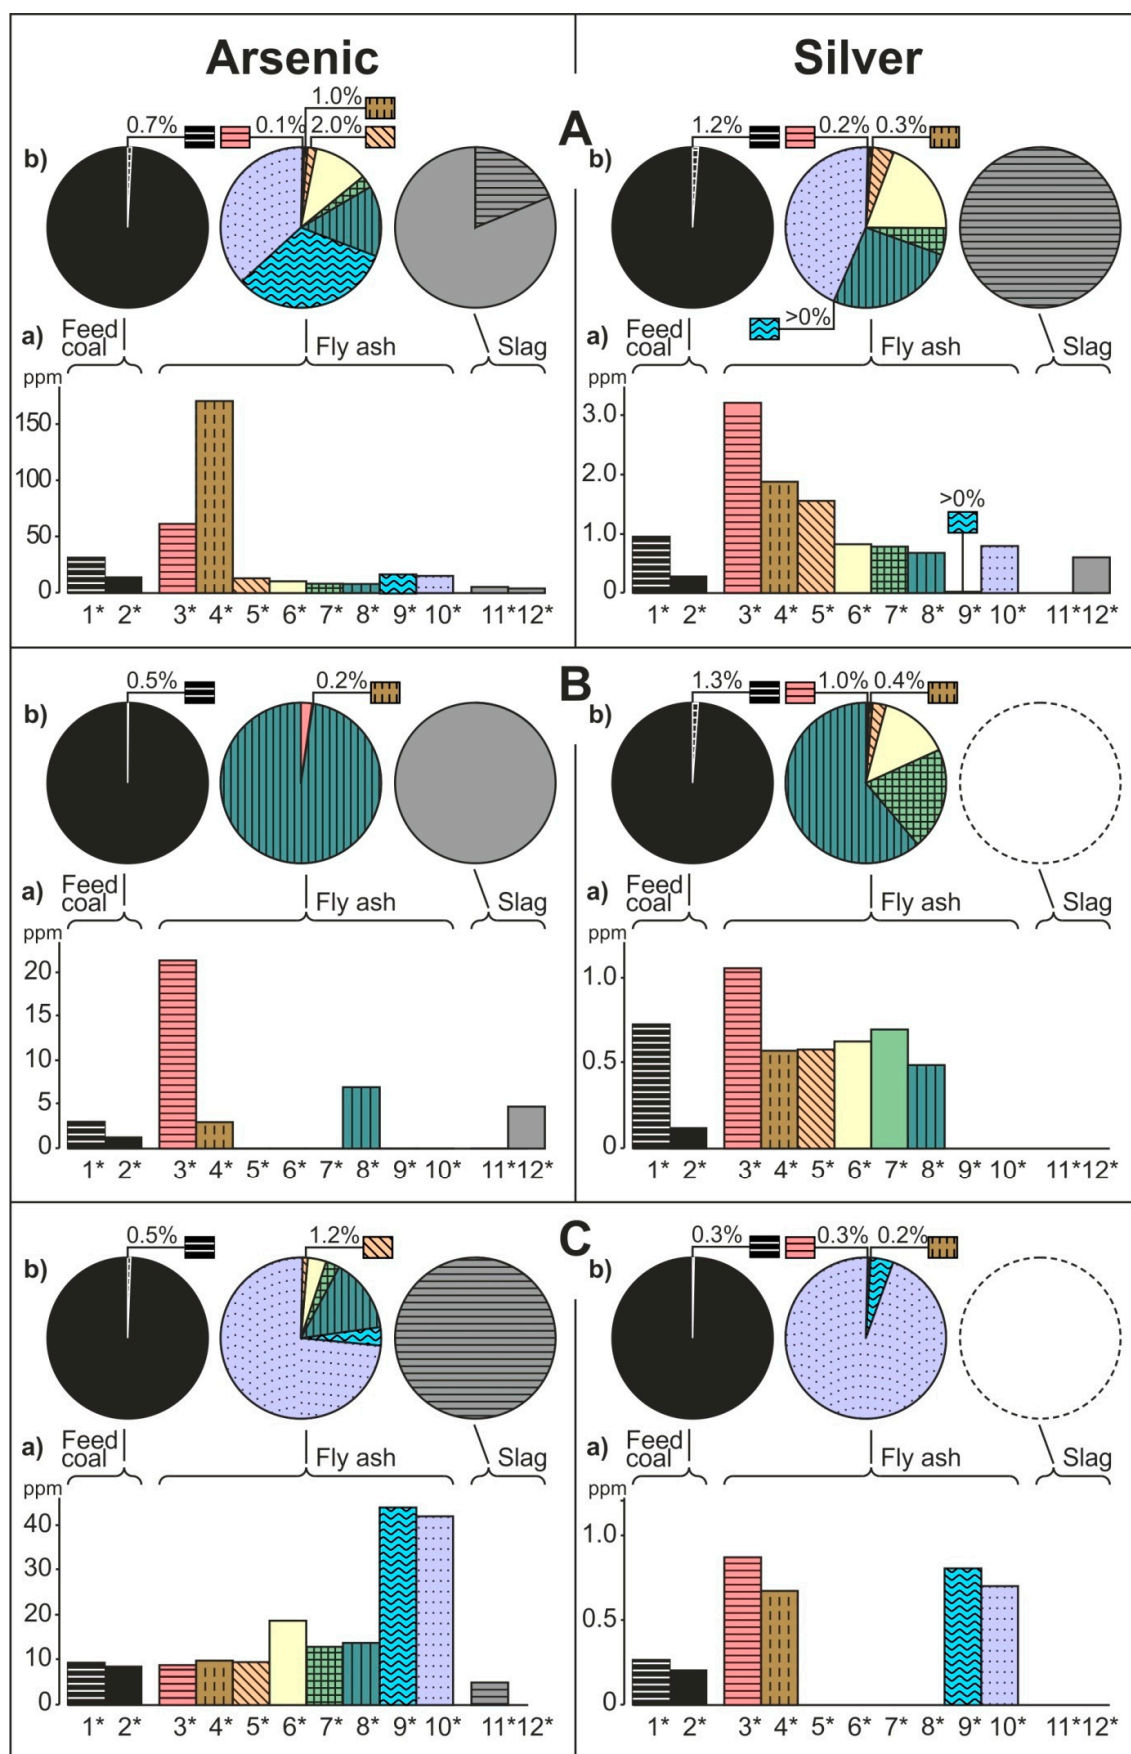 Arsenic
Silver
A
b)
0.7%
0.1%
1.0%
2.0%
a)
Feed
coal
Fly ash
Slag
ppm
150
100
50
0
1* 2* 3* 4* 5* 6* 7* 8* 9* 10* 11* 12*
b)
1.2%
0.2%
0.3%
>0%
a)
Feed
coal
Fly ash
Slag
ppm
3.0
2.0
1.0
0
>0%
1* 2* 3* 4* 5* 6* 7* 8* 9* 10* 11* 12*
B
b)
0.5%
0.2%
a)
Feed
coal
Fly ash
Slag
ppm
20
15
10
5
0
1* 2* 3* 4* 5* 6* 7* 8* 9* 10* 11* 12*
b)
1.3%
1.0%
0.4%
a)
Feed
coal
Fly ash
Slag
ppm
1.0
0.5
0
1* 2* 3* 4* 5* 6* 7* 8* 9* 10* 11* 12*
C
b)
0.5%
1.2%
a)
Feed
coal
Fly ash
Slag
ppm
40
30
20
10
0
1* 2* 3* 4* 5* 6* 7* 8* 9* 10* 11* 12*
b)
0.3%
0.3%
0.2%
a)
Feed
coal
Fly ash
Slag
ppm
1.0
0.5
0
1* 2* 3* 4* 5* 6* 7* 8* 9* 10* 11* 12*